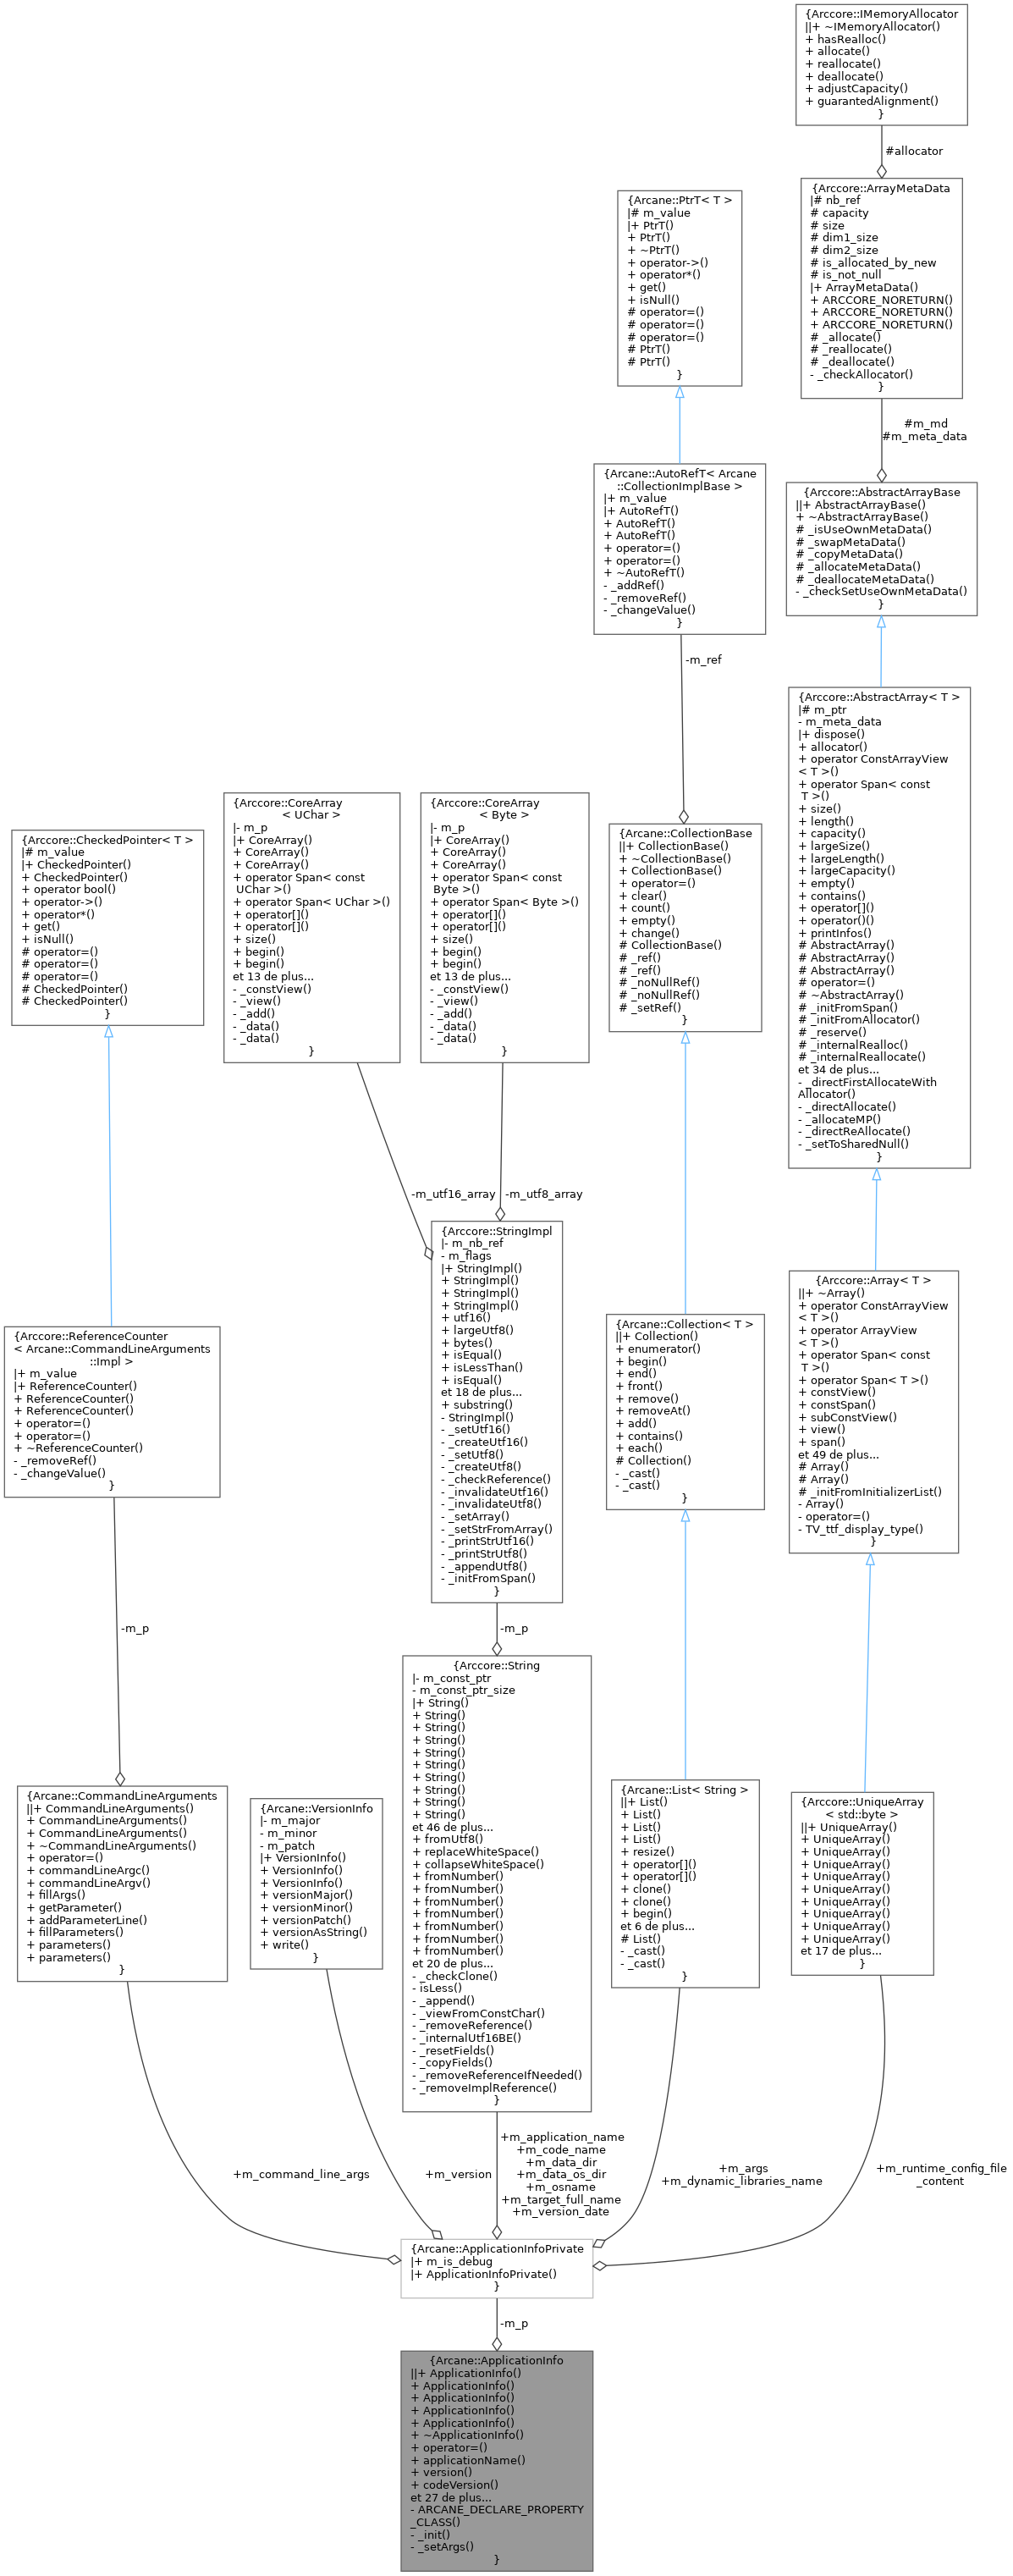 {Arccore::IMemoryAllocator
||+ ~IMemoryAllocator()
+ hasRealloc()
+ allocate()
+ reallocate()
+ deallocate()
+ adjustCapacity()
+ guarantedAlignment()
}
#allocator
{Arccore::ArrayMetaData
|# nb_ref
# capacity
# size
# dim1_size
# dim2_size
# is_allocated_by_new
# is_not_null
|+ ArrayMetaData()
+ ARCCORE_NORETURN()
+ ARCCORE_NORETURN()
+ ARCCORE_NORETURN()
# _allocate()
# _reallocate()
# _deallocate()
- _checkAllocator()
}
{Arcane::PtrT< T >
|# m_value
|+ PtrT()
+ PtrT()
+ ~PtrT()
+ operator->()
+ operator*()
+ get()
+ isNull()
# operator=()
# operator=()
# operator=()
# PtrT()
# PtrT()
}
#m_md
#m_meta_data
{Arcane::AutoRefT< Arcane
::CollectionImplBase >
|+ m_value
|+ AutoRefT()
+ AutoRefT()
+ AutoRefT()
+ operator=()
+ operator=()
+ ~AutoRefT()
- _addRef()
- _removeRef()
- _changeValue()
}
{Arccore::AbstractArrayBase
||+ AbstractArrayBase()
+ ~AbstractArrayBase()
# _isUseOwnMetaData()
# _swapMetaData()
# _copyMetaData()
# _allocateMetaData()
# _deallocateMetaData()
- _checkSetUseOwnMetaData()
}
-m_ref
{Arccore::AbstractArray< T >
|# m_ptr
- m_meta_data
|+ dispose()
+ allocator()
+ operator ConstArrayView
< T >()
+ operator Span< const
T >()
+ size()
+ length()
+ capacity()
+ largeSize()
+ largeLength()
+ largeCapacity()
+ empty()
+ contains()
+ operator[]()
+ operator()()
+ printInfos()
# AbstractArray()
# AbstractArray()
# AbstractArray()
# operator=()
# ~AbstractArray()
# _initFromSpan()
# _initFromAllocator()
# _reserve()
# _internalRealloc()
# _internalReallocate()
et 34 de plus...
- _directFirstAllocateWith
Allocator()
- _directAllocate()
- _allocateMP()
- _directReAllocate()
- _setToSharedNull()
}
{Arccore::CheckedPointer< T >
|# m_value
|+ CheckedPointer()
+ CheckedPointer()
+ operator bool()
+ operator->()
+ operator*()
+ get()
+ isNull()
# operator=()
# operator=()
# operator=()
# CheckedPointer()
# CheckedPointer()
}
{Arccore::CoreArray
< UChar >
|- m_p
|+ CoreArray()
+ CoreArray()
+ CoreArray()
+ operator Span< const
UChar >()
+ operator Span< UChar >()
+ operator[]()
+ operator[]()
+ size()
+ begin()
+ begin()
et 13 de plus...
- _constView()
- _view()
- _add()
- _data()
- _data()
}
{Arccore::CoreArray
< Byte >
|- m_p
|+ CoreArray()
+ CoreArray()
+ CoreArray()
+ operator Span< const
Byte >()
+ operator Span< Byte >()
+ operator[]()
+ operator[]()
+ size()
+ begin()
+ begin()
et 13 de plus...
- _constView()
- _view()
- _add()
- _data()
- _data()
}
{Arcane::CollectionBase
||+ CollectionBase()
+ ~CollectionBase()
+ CollectionBase()
+ operator=()
+ clear()
+ count()
+ empty()
+ change()
# CollectionBase()
# _ref()
# _ref()
# _noNullRef()
# _noNullRef()
# _setRef()
}
-m_utf16_array
-m_utf8_array
{Arccore::StringImpl
|- m_nb_ref
- m_flags
|+ StringImpl()
+ StringImpl()
+ StringImpl()
+ StringImpl()
+ utf16()
+ largeUtf8()
+ bytes()
+ isEqual()
+ isLessThan()
+ isEqual()
et 18 de plus...
+ substring()
- StringImpl()
- _setUtf16()
- _createUtf16()
- _setUtf8()
- _createUtf8()
- _checkReference()
- _invalidateUtf16()
- _invalidateUtf8()
- _setArray()
- _setStrFromArray()
- _printStrUtf16()
- _printStrUtf8()
- _appendUtf8()
- _initFromSpan()
}
{Arccore::ReferenceCounter
< Arcane::CommandLineArguments
::Impl >
|+ m_value
|+ ReferenceCounter()
+ ReferenceCounter()
+ ReferenceCounter()
+ operator=()
+ operator=()
+ ~ReferenceCounter()
- _removeRef()
- _changeValue()
}
{Arcane::Collection< T >
||+ Collection()
+ enumerator()
+ begin()
+ end()
+ front()
+ remove()
+ removeAt()
+ add()
+ contains()
+ each()
# Collection()
- _cast()
- _cast()
}
{Arccore::Array< T >
||+ ~Array()
+ operator ConstArrayView
< T >()
+ operator ArrayView
< T >()
+ operator Span< const
T >()
+ operator Span< T >()
+ constView()
+ constSpan()
+ subConstView()
+ view()
+ span()
et 49 de plus...
# Array()
# Array()
# _initFromInitializerList()
- Array()
- operator=()
- TV_ttf_display_type()
}
-m_p
-m_p
{Arccore::String
|- m_const_ptr
- m_const_ptr_size
|+ String()
+ String()
+ String()
+ String()
+ String()
+ String()
+ String()
+ String()
+ String()
+ String()
et 46 de plus...
+ fromUtf8()
+ replaceWhiteSpace()
+ collapseWhiteSpace()
+ fromNumber()
+ fromNumber()
+ fromNumber()
+ fromNumber()
+ fromNumber()
+ fromNumber()
+ fromNumber()
et 20 de plus...
- _checkClone()
- isLess()
- _append()
- _viewFromConstChar()
- _removeReference()
- _internalUtf16BE()
- _resetFields()
- _copyFields()
- _removeReferenceIfNeeded()
- _removeImplReference()
}
{Arcane::CommandLineArguments
||+ CommandLineArguments()
+ CommandLineArguments()
+ CommandLineArguments()
+ ~CommandLineArguments()
+ operator=()
+ commandLineArgc()
+ commandLineArgv()
+ fillArgs()
+ getParameter()
+ addParameterLine()
+ fillParameters()
+ parameters()
+ parameters()
}
{Arcane::VersionInfo
|- m_major
- m_minor
- m_patch
|+ VersionInfo()
+ VersionInfo()
+ VersionInfo()
+ versionMajor()
+ versionMinor()
+ versionPatch()
+ versionAsString()
+ write()
}
{Arcane::List< String >
||+ List()
+ List()
+ List()
+ List()
+ resize()
+ operator[]()
+ operator[]()
+ clone()
+ clone()
+ begin()
et 6 de plus...
# List()
- _cast()
- _cast()
}
{Arccore::UniqueArray
< std::byte >
||+ UniqueArray()
+ UniqueArray()
+ UniqueArray()
+ UniqueArray()
+ UniqueArray()
+ UniqueArray()
+ UniqueArray()
+ UniqueArray()
+ UniqueArray()
+ UniqueArray()
et 17 de plus...
}
+m_command_line_args
+m_version
+m_application_name
+m_code_name
+m_data_dir
+m_data_os_dir
+m_osname
+m_target_full_name
+m_version_date
+m_args
+m_dynamic_libraries_name
+m_runtime_config_file
_content
{Arcane::ApplicationInfoPrivate
|+ m_is_debug
|+ ApplicationInfoPrivate()
}
-m_p
{Arcane::ApplicationInfo
||+ ApplicationInfo()
+ ApplicationInfo()
+ ApplicationInfo()
+ ApplicationInfo()
+ ApplicationInfo()
+ ~ApplicationInfo()
+ operator=()
+ applicationName()
+ version()
+ codeVersion()
et 27 de plus...
- ARCANE_DECLARE_PROPERTY
_CLASS()
- _init()
- _setArgs()
}